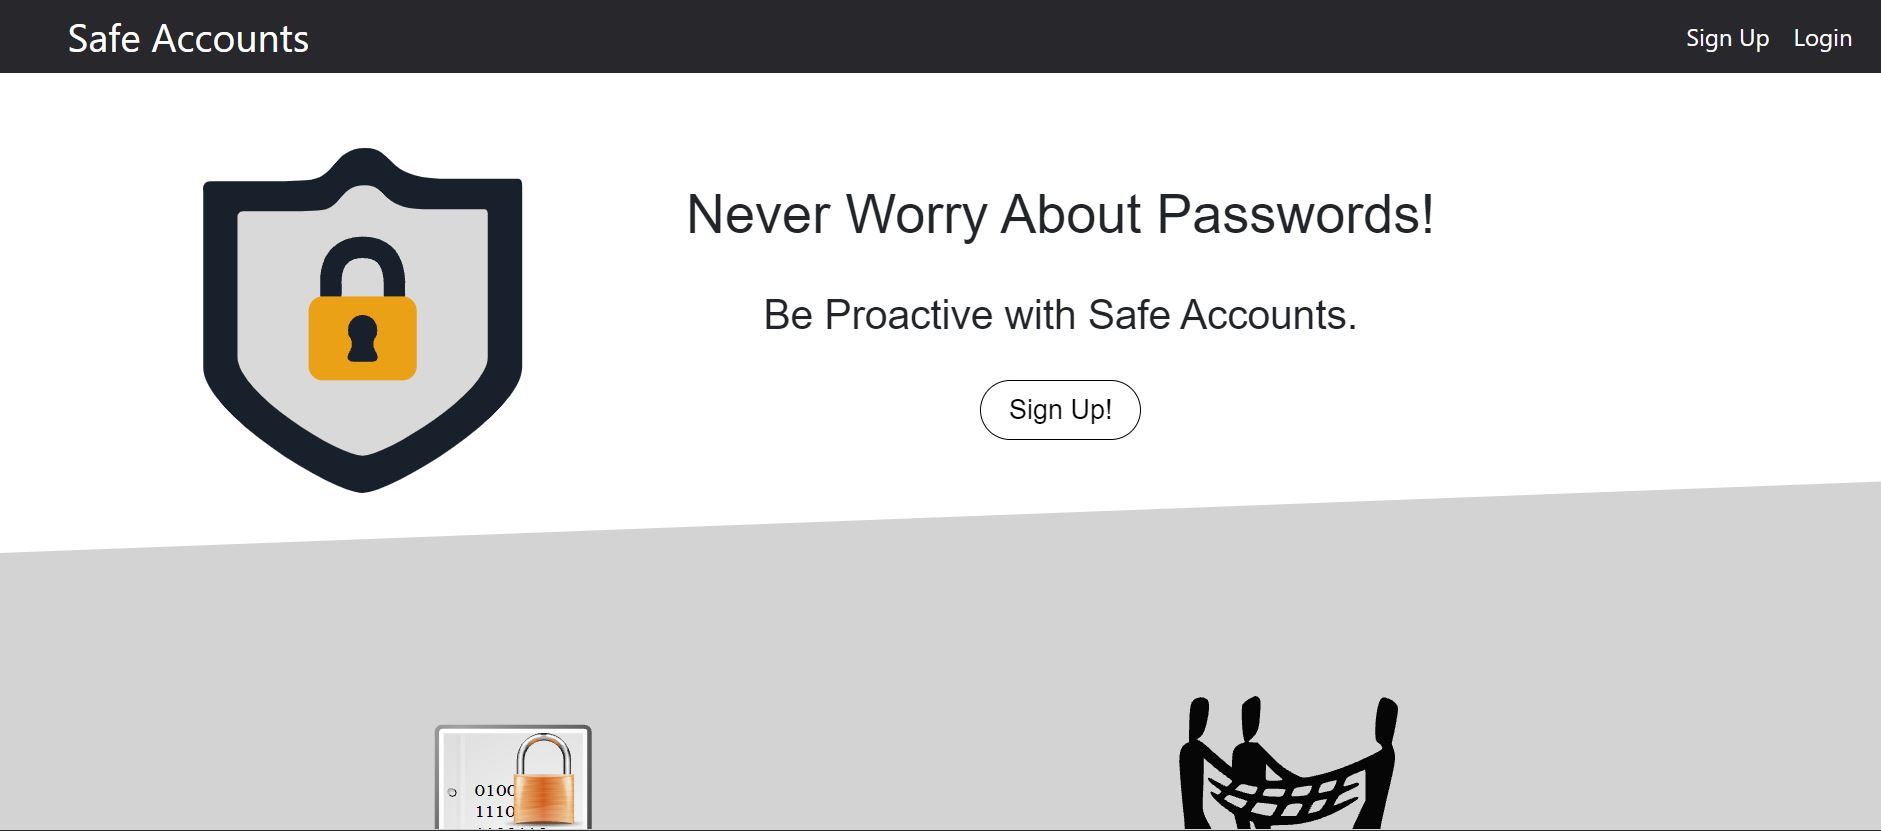 Safe Accounts
Sign Up Login
Never Worry About Passwords!
Be Proactive with Safe Accounts.
Sign Up!
0100
1110